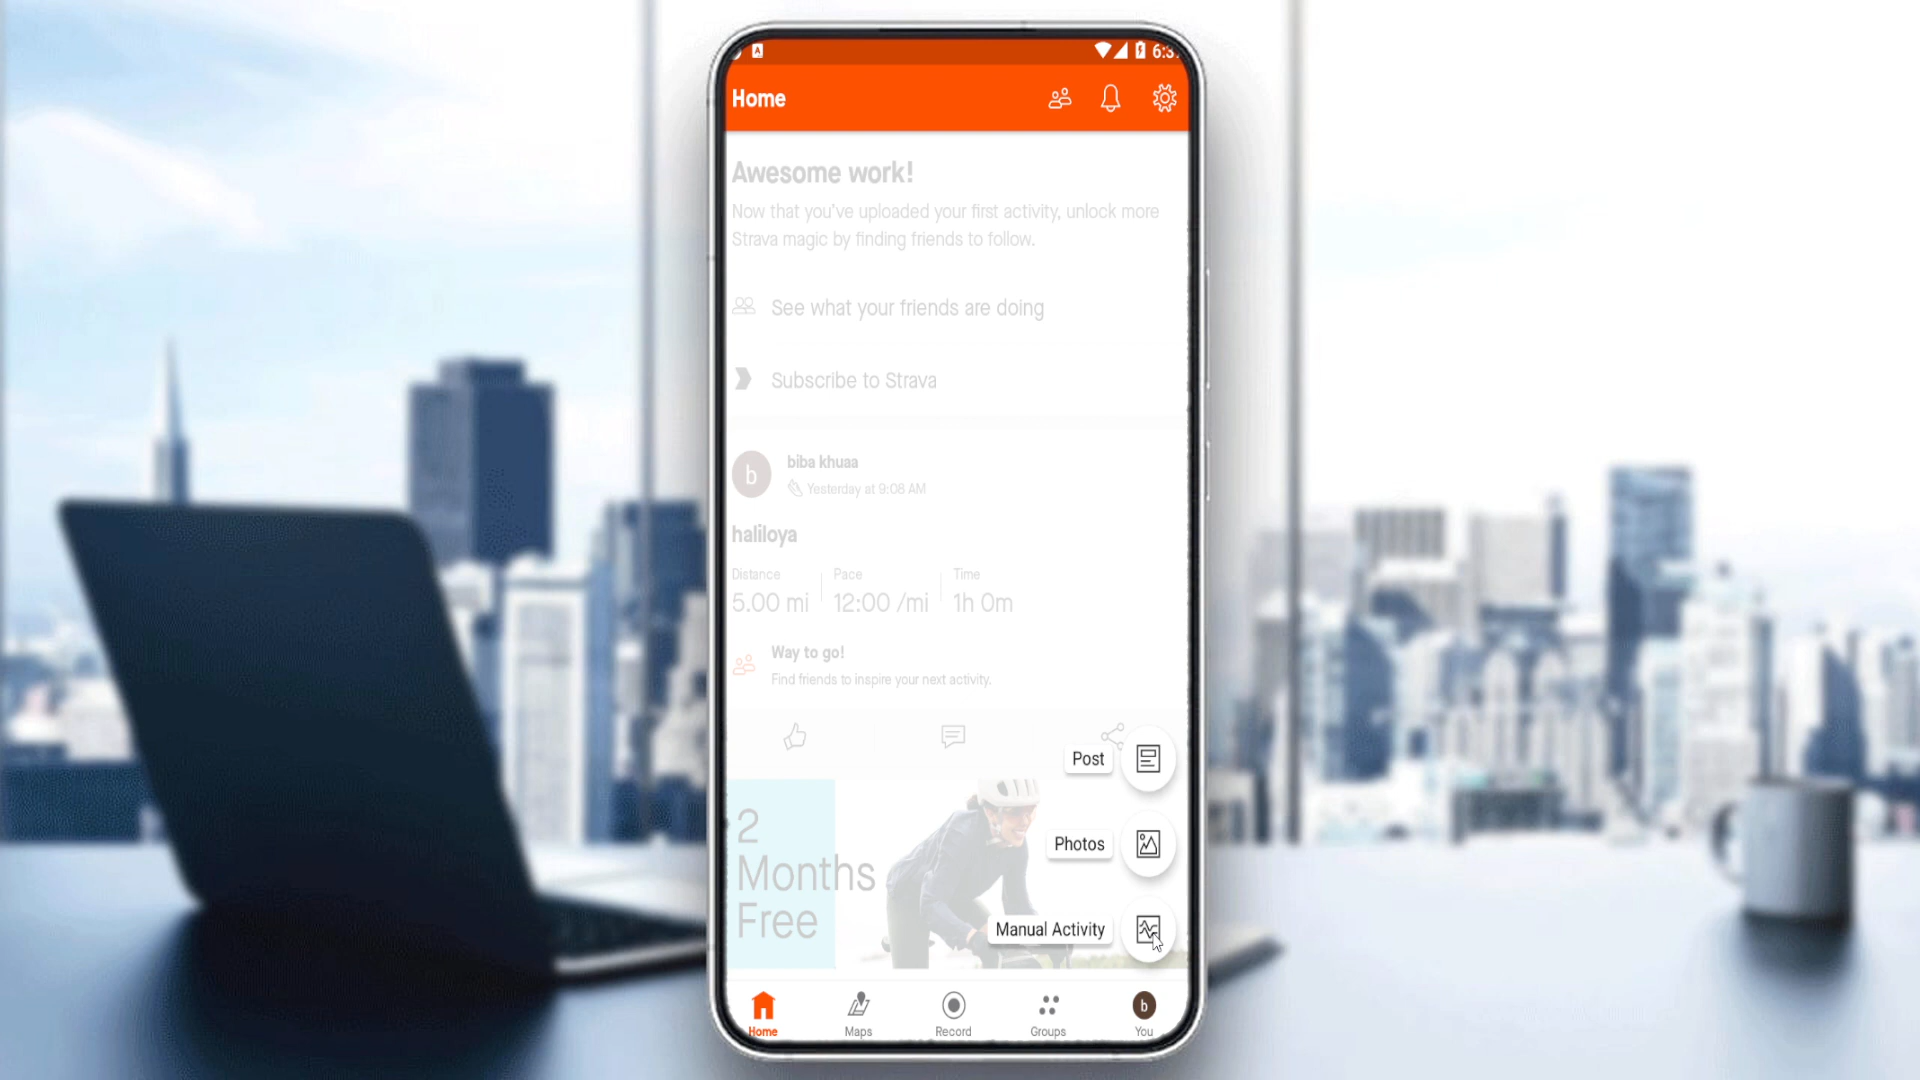 A 6:3
Home
Awesome work!
Now that you've uploaded your first activity, unlock more
Strava magic by finding friends to follow.
See what your friends are doing
Subscribe to Strava
b
biba khuaa
Yesterday at 9:08 AM
haliloya
Distance Pace Time
5.00 mi 12:00 /mi 1h 0m
Way to go!
Find friends to inspire your next activity.
Post
Photos
Manual Activity
2
Months
Free
b
Home Maps Record Groups You